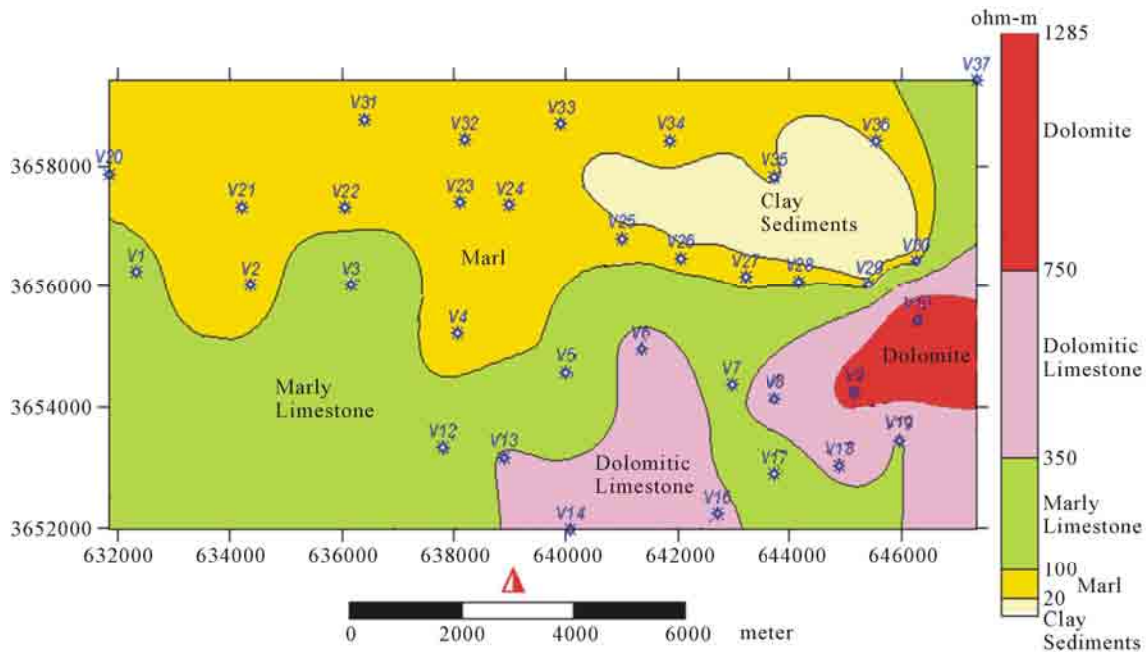 ohm-m
1285
V37
V31
V33
V32
V34
V36
Dolomite
3658000
V20
V35
V21
V22
V23
V24
Clay
Sediments
V25
V1
V2
V3
Marl
V26
V27
V28
V29
V30
3656000
750
V4
V10
V6
Dolomite
Dolomitic
Limestone
V5
V7
V8
V9
3654000
Marly
Limestone
V12
V13
V19
350
Dolomitic
Limestone
V17
V18
V14
V16
Marly
Limestone
3652000
632000
634000
636000
638000
640000
642000
644000
646000
100
Marl
20
Clay
Sediments
0
2000
4000
6000
meter